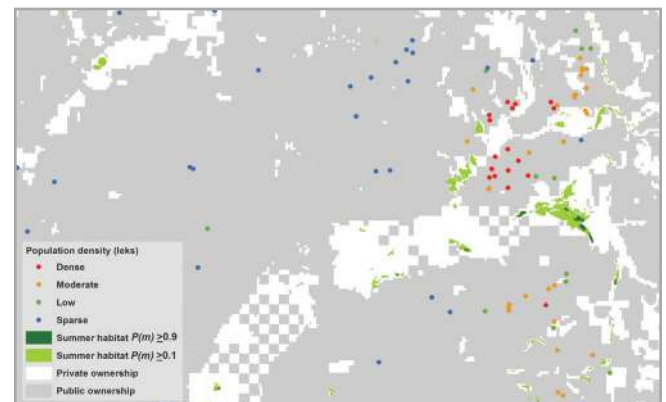 Population density (leks)
Dense
Moderate
Low
Sparse
Summer habitat P(m) ≥0.9
Summer habitat P(m) ≥0.1
Private ownership
Public ownership